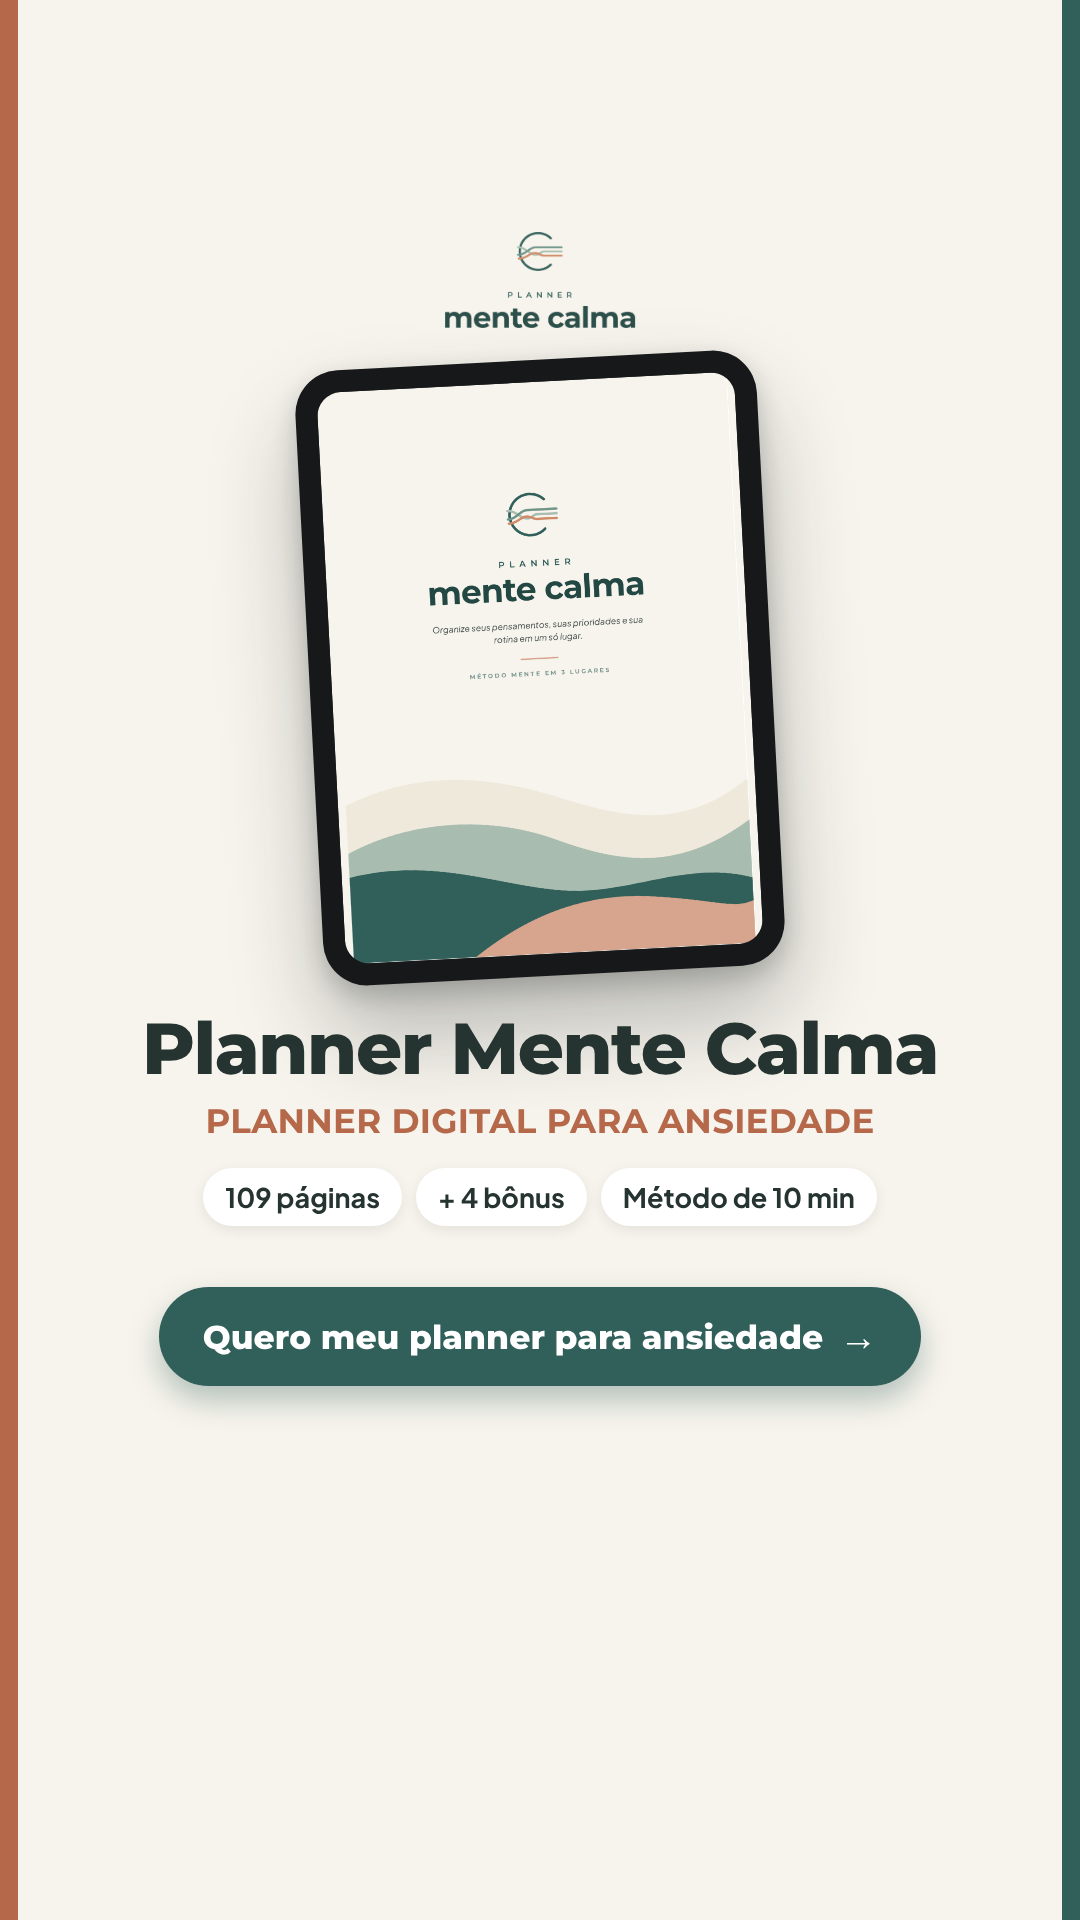 PLANNER
mente calma
PLANNER
mente calma
Organize seus pensamentos, suas prioridades e sua
rotina em um só lugar.
MÉTODO MENTE EM 3 LUGARES
Planner Mente Calma
PLANNER DIGITAL PARA ANSIEDADE
109 páginas
+ 4 bônus
Método de 10 min
Quero meu planner para ansiedade →